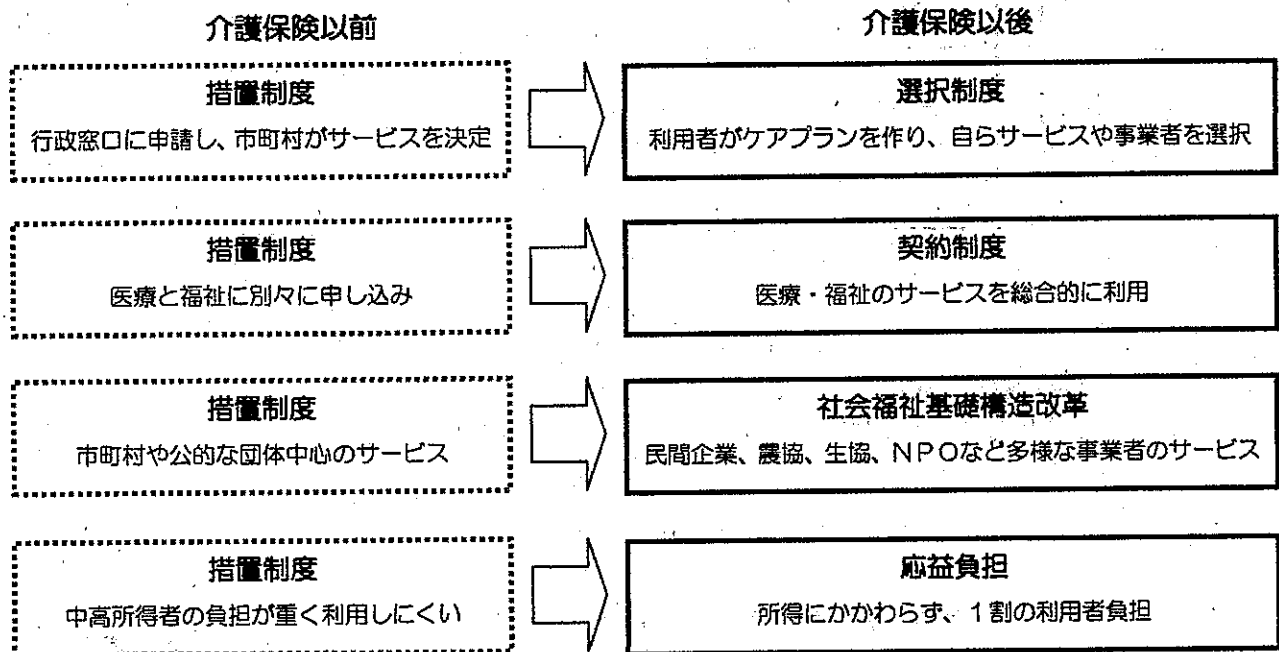 介護保険以前
介護保険以後
措置制度
行政窓口に申請し、市町村がサービスを決定
選択制度
利用者がケアプランを作り、自らサービスや事業者を選択
措置制度
医療と福祉に別々に申し込み
契約制度
医療・福祉のサービスを総合的に利用
措置制度
市町村や公的な団体中心のサービス
社会福祉基礎構造改革
民間企業、農協、生協、NPOなど多様な事業者のサービス
措置制度
中高所得者の負担が重く利用しにくい
応益負担
所得にかかわらず、1割の利用者負担